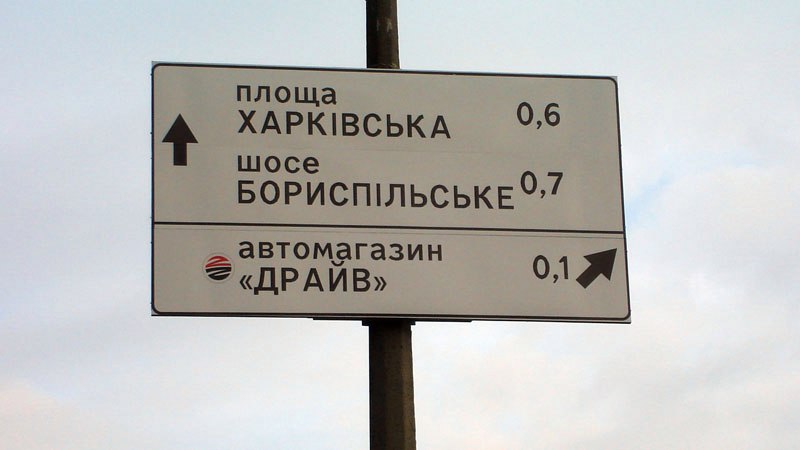 площа
ХАРКІВСЬКА 0,6
шосе
БОРИСПІЛЬСЬКЕ 0,7
автомагазин
«ДРАЙВ» 0,1